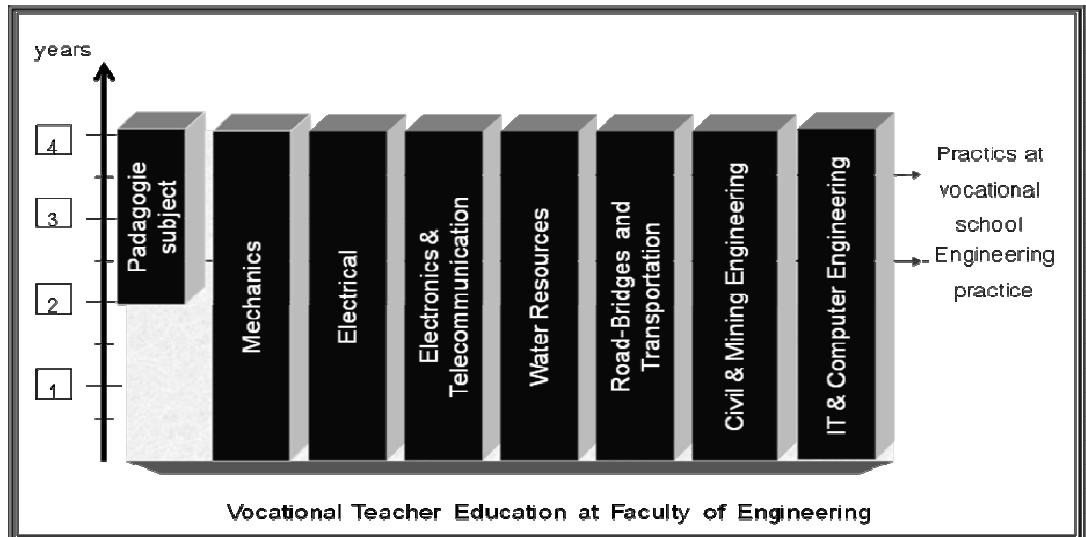 years
4
3
2
1
Padagogie
subject
Mechanics
Electrical
Electronics &
Telecommunication
Water Resources
Road-Bridges and
Transportation
Civil & Mining Engineering
IT & Computer Engineering
Practics at
vocational
school
Engineering
practice
Vocational Teacher Education at Faculty of Engineering